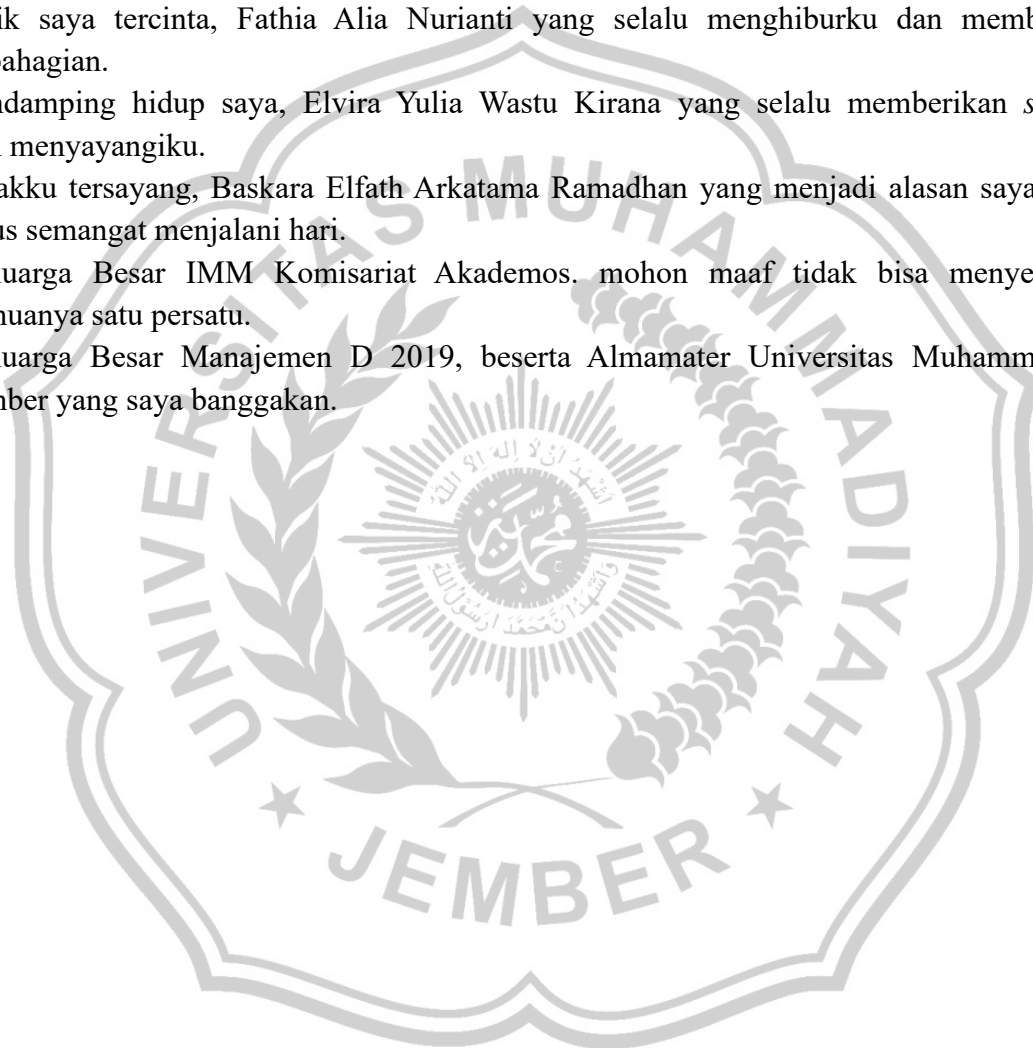 ik saya tercinta, Fathia Alia Nurianti yang selalu menghiburku dan memb
bahagian.
ndamping hidup saya, Elvira Yulia Wastu Kirana yang selalu memberikan s
menyayangiku.
akku tersayang, Baskara Elfath Arkatama Ramadhan yang menjadi alasan saya
us semangat menjalani hari.
luarga Besar IMM Komisariat Akademos. mohon maaf tidak bisa menye
nuanya satu persatu.
luarga Besar Manajemen D 2019, beserta Almamater Universitas Muhamm
nber yang saya banggakan.
UNIVERSITAS MUHAMMADIYAH
JEMBER